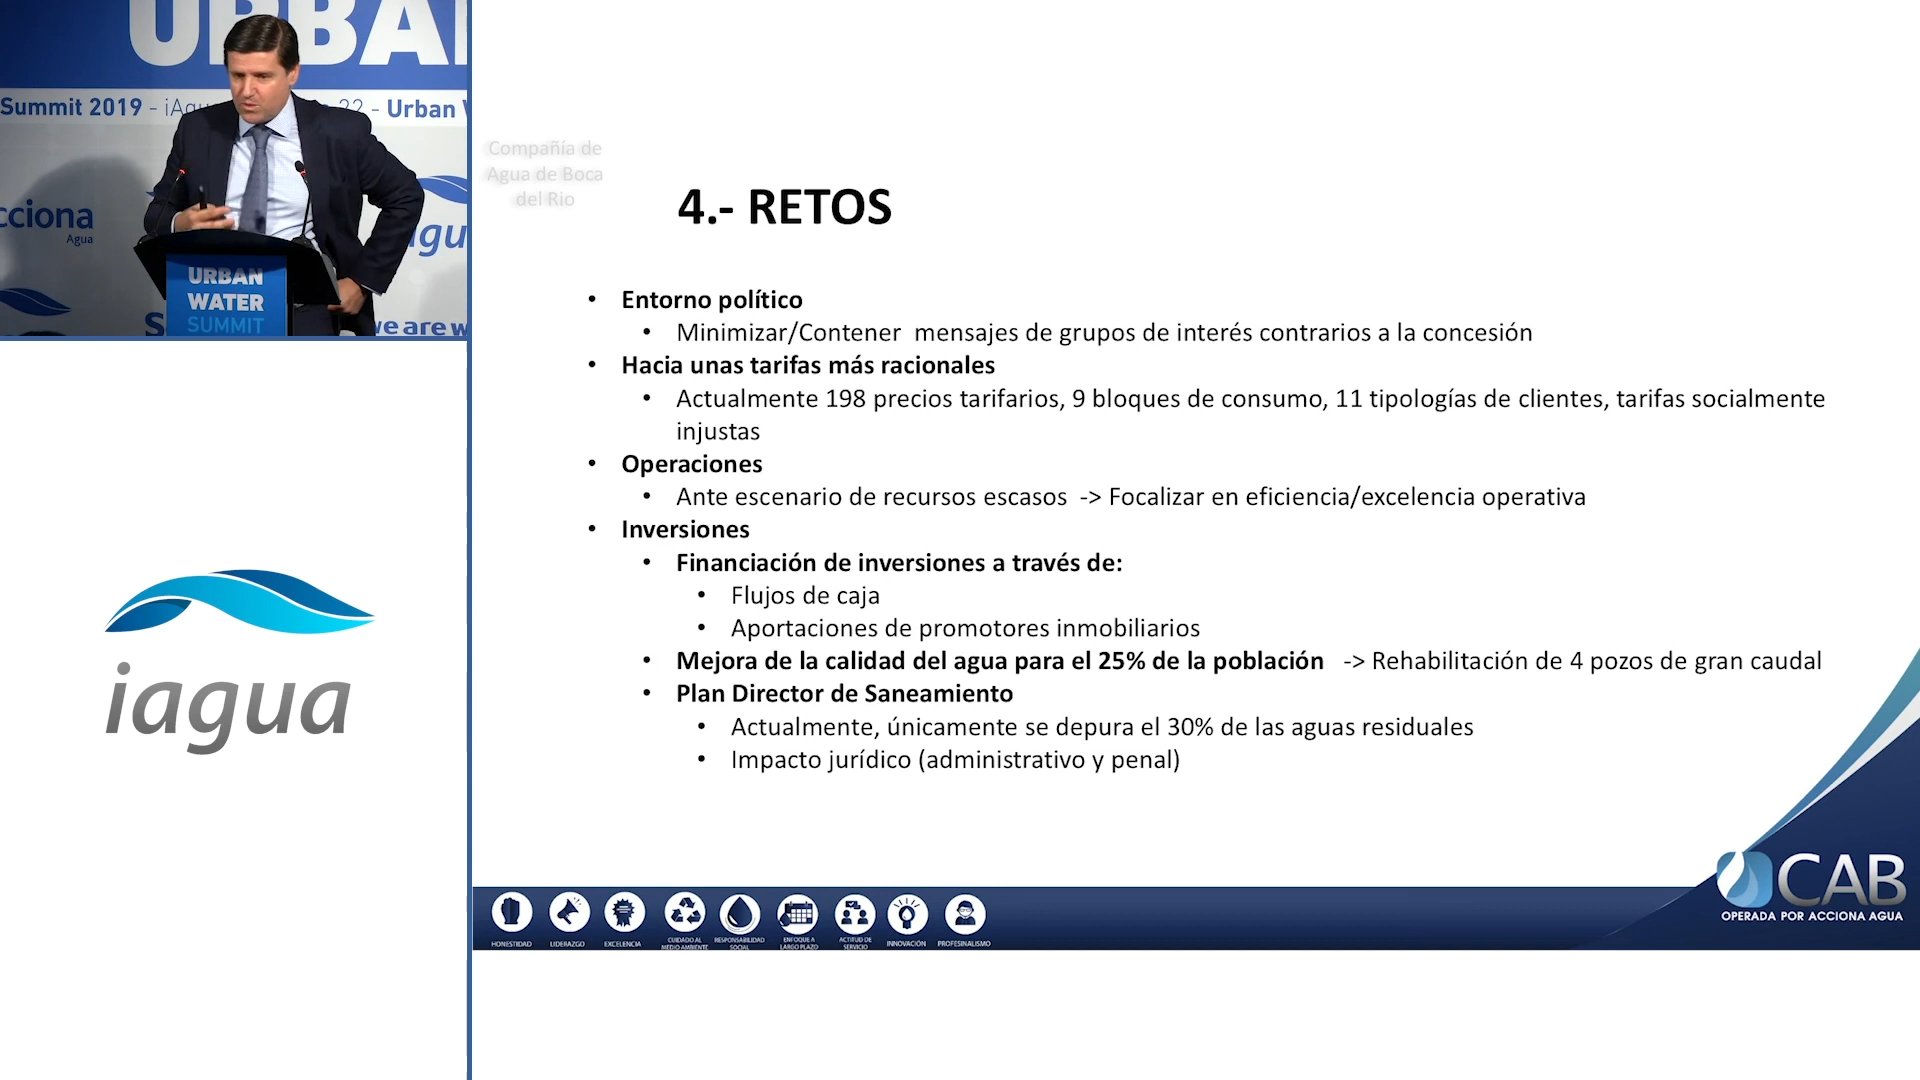 URBA
Summit 2019 - iAgu 22 - Urban W
cciona
Agua
agu
URBAN
WATER
SUMMIT
S
we are w
iagua
Compañía de
Agua de Boca
del Rio
4.- RETOS
• Entorno político
• Minimizar/Contener mensajes de grupos de interés contrarios a la concesión
• Hacia unas tarifas más racionales
• Actualmente 198 precios tarifarios, 9 bloques de consumo, 11 tipologías de clientes, tarifas socialmente
injustas
• Operaciones
• Ante escenario de recursos escasos -> Focalizar en eficiencia/excelencia operativa
• Inversiones
• Financiación de inversiones a través de:
• Flujos de caja
• Aportaciones de promotores inmobiliarios
• Mejora de la calidad del agua para el 25% de la población -> Rehabilitación de 4 pozos de gran caudal
• Plan Director de Saneamiento
• Actualmente, únicamente se depura el 30% de las aguas residuales
• Impacto jurídico (administrativo y penal)
CAB
OPERADA POR ACCIONA AGUA
HONESTIDAD
LIDERAZGO
EXCELENCIA
CUIDADO AL
MEDIO AMBIENTE
RESPONSABILIDAD
SOCIAL
ENFOQUE A
LARGO PLAZO
ACTITUD DE
SERVICIO
INNOVACIÓN
PROFESINALISMO